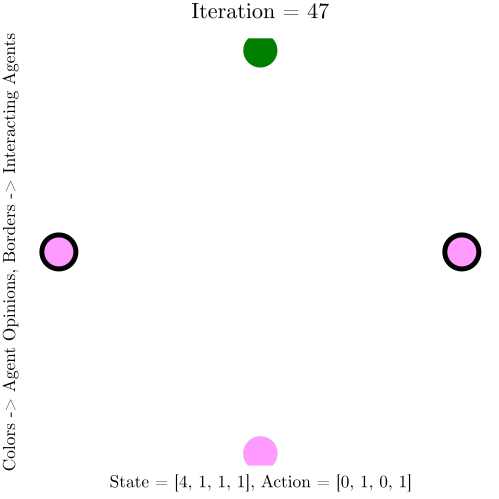 Iteration = 47
Colors -> Agent Opinions, Borders -> Interacting Agents
State = [4, 1, 1, 1], Action = [0, 1, 0, 1]